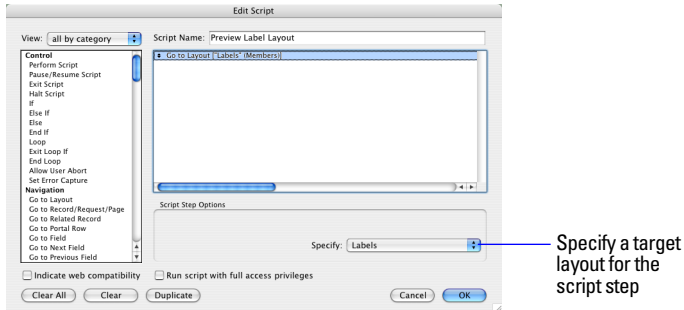 Edit Script
View: all by category
Script Name: Preview Label Layout
Control
Perform Script
Pause/Resume Script
Exit Script
Halt Script
If
Else If
Else
End If
Loop
Exit Loop If
End Loop
Allow User Abort
Set Error Capture
Navigation
Go to Layout
Go to Record/Request/Page
Go to Related Record
Go to Portal Row
Go to Field
Go to Next Field
Go to Previous Field
Go to Layout ["Labels" (Members)]
Script Step Options
Specify: Labels
Specify a target
layout for the
script step
Indicate web compatibility
Run script with full access privileges
Clear All
Clear
Duplicate
Cancel
OK